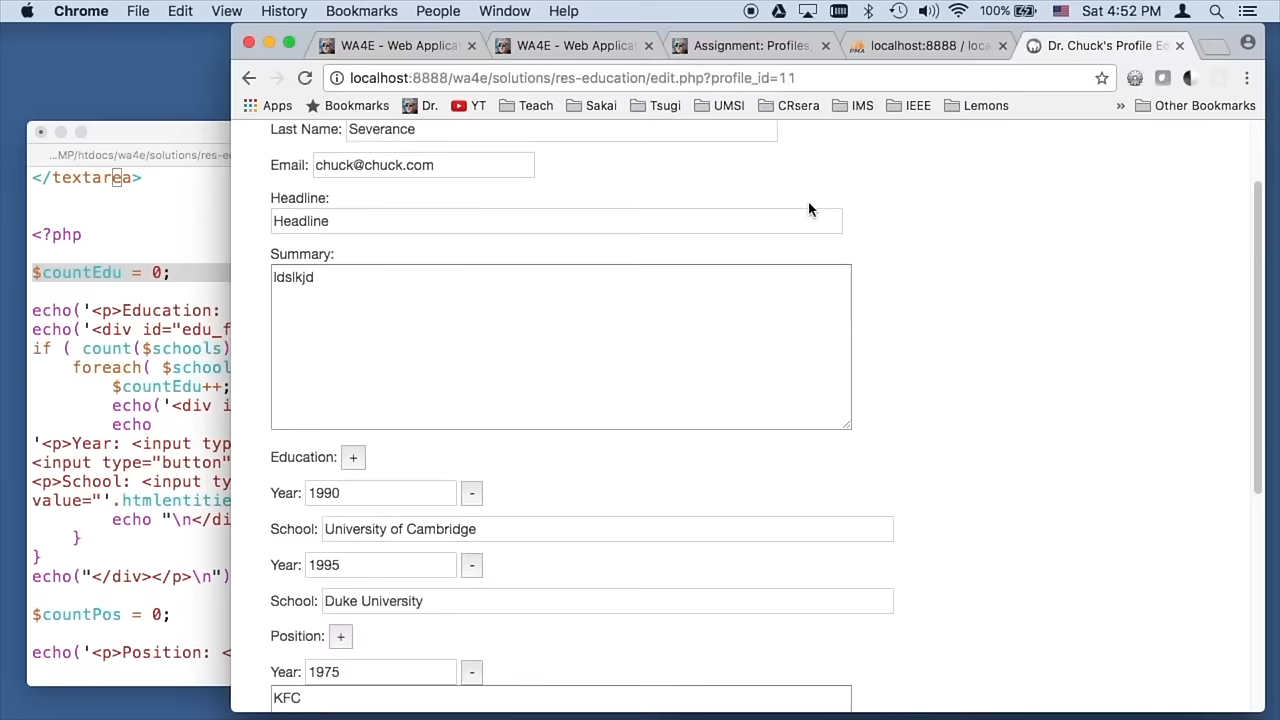 Chrome File Edit View History Bookmarks People Window Help 100% Sat 4:52 PM
WA4E - Web Applicat WA4E - Web Applicat Assignment: Profiles, localhost:8888 / loca Dr. Chuck's Profile Ed
localhost:8888/wa4e/solutions/res-education/edit.php?profile_id=11
Apps Bookmarks Dr. YT Teach Sakai Tsugi UMSI CRsera IMS IEEE Lemons » Other Bookmarks
...MP/htdocs/wa4e/solutions/res-e
</textarea>
<?php
$countEdu = 0;
echo('<p>Education:
echo('<div id="edu_f
if ( count($schools)
foreach( $school
$countEdu++;
echo('<div i
echo
'<p>Year: <input typ
<input type="button"
<p>School: <input ty
value="'.htmlentitie
echo "\n</di
}
}
echo("</div></p>\n")
$countPos = 0;
echo('<p>Position: <
Last Name: Severance
Email: chuck@chuck.com
Headline:
Headline
Summary:
ldslkjd
Education: +
Year: 1990 -
School: University of Cambridge
Year: 1995 -
School: Duke University
Position: +
Year: 1975 -
KFC